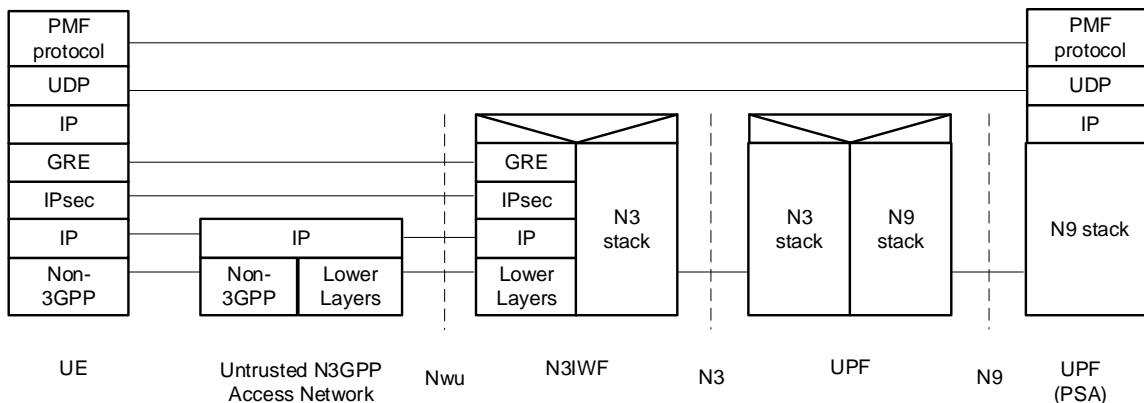 PMF
protocol
UDP
IP
GRE
IPsec
IP
Non-
3GPP
UE
IP
Non-
3GPP
Lower
Layers
Untrusted N3GPP
Access Network
Nwu
GRE
IPsec
IP
Lower
Layers
N3
stack
N3IWF
N3
N3
stack
N9
stack
UPF
N9
PMF
protocol
UDP
IP
N9 stack
UPF
(PSA)